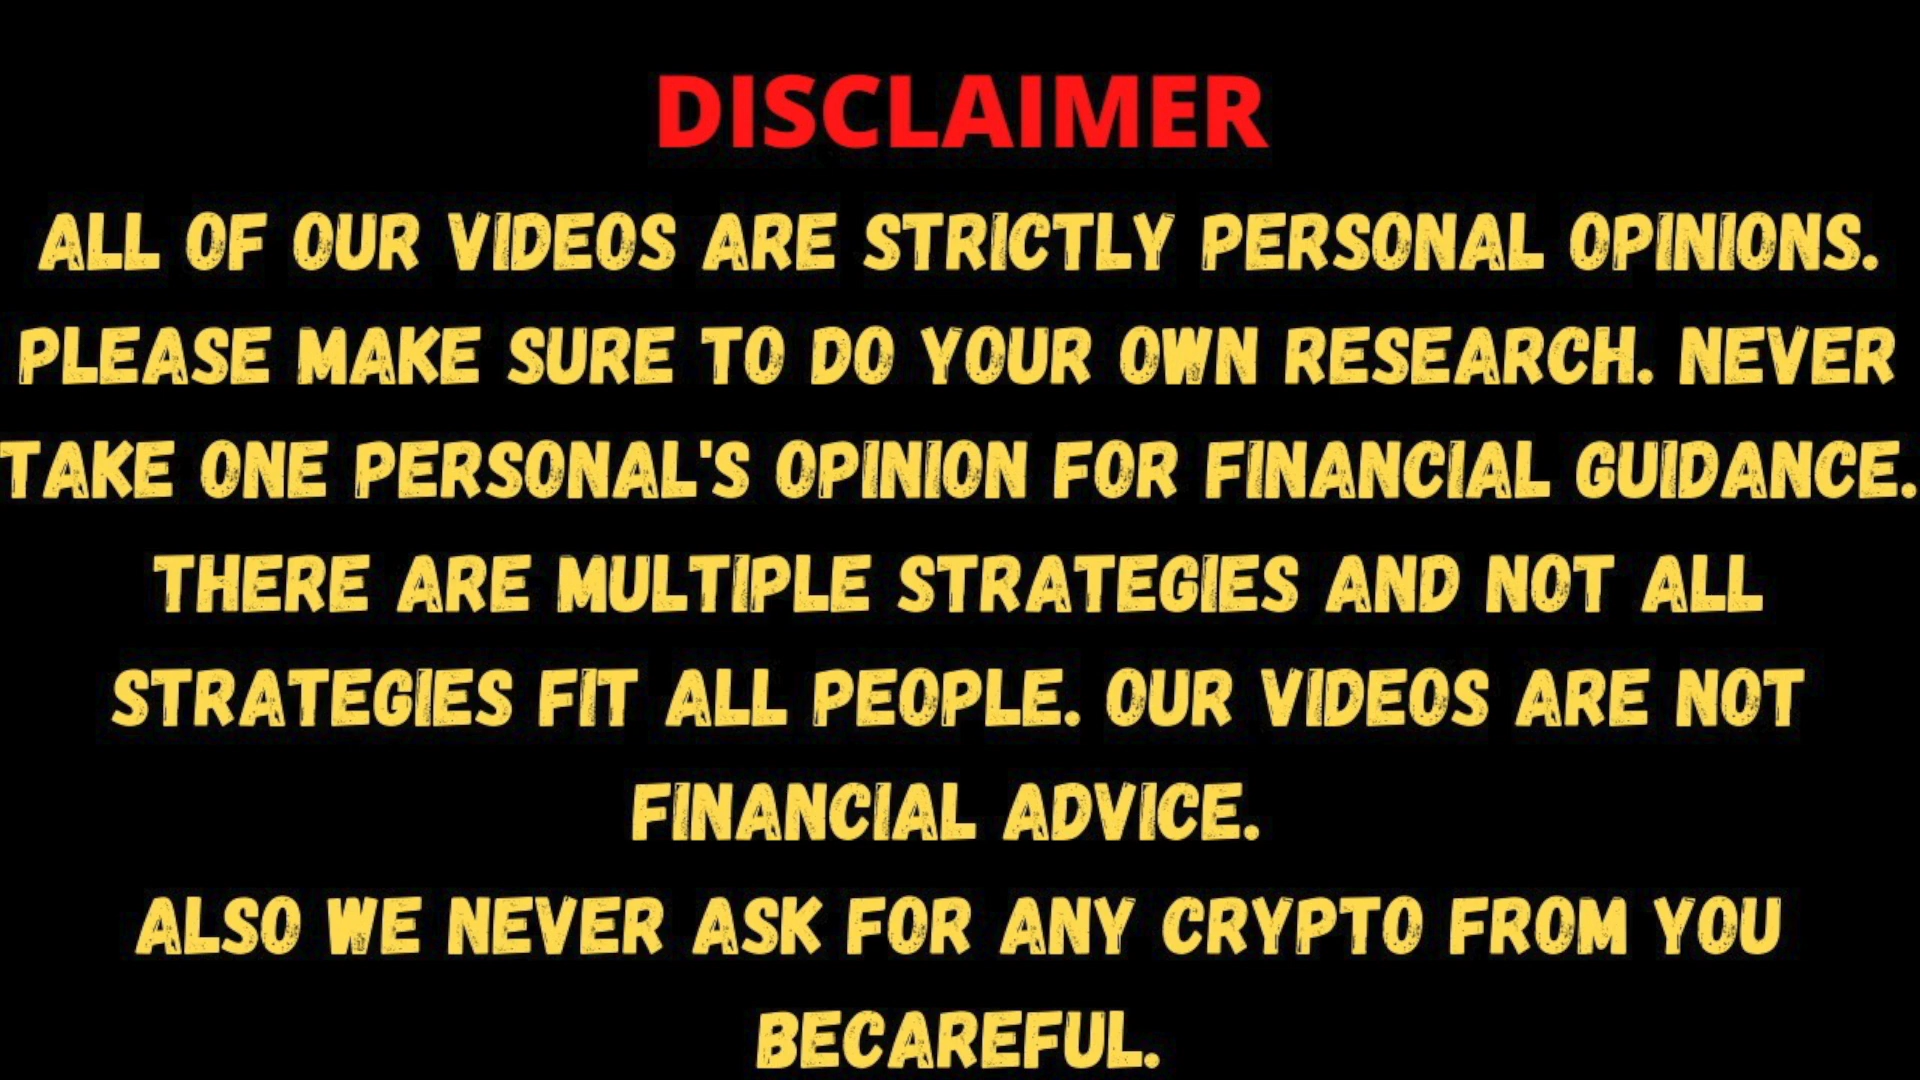 DISCLAIMER
ALL OF OUR VIDEOS ARE STRICTLY PERSONAL OPINIONS.
PLEASE MAKE SURE TO DO YOUR OWN RESEARCH. NEVER
TAKE ONE PERSONAL'S OPINION FOR FINANCIAL GUIDANCE.
THERE ARE MULTIPLE STRATEGIES AND NOT ALL
STRATEGIES FIT ALL PEOPLE. OUR VIDEOS ARE NOT
FINANCIAL ADVICE.
ALSO WE NEVER ASK FOR ANY CRYPTO FROM YOU
BECAREFUL.